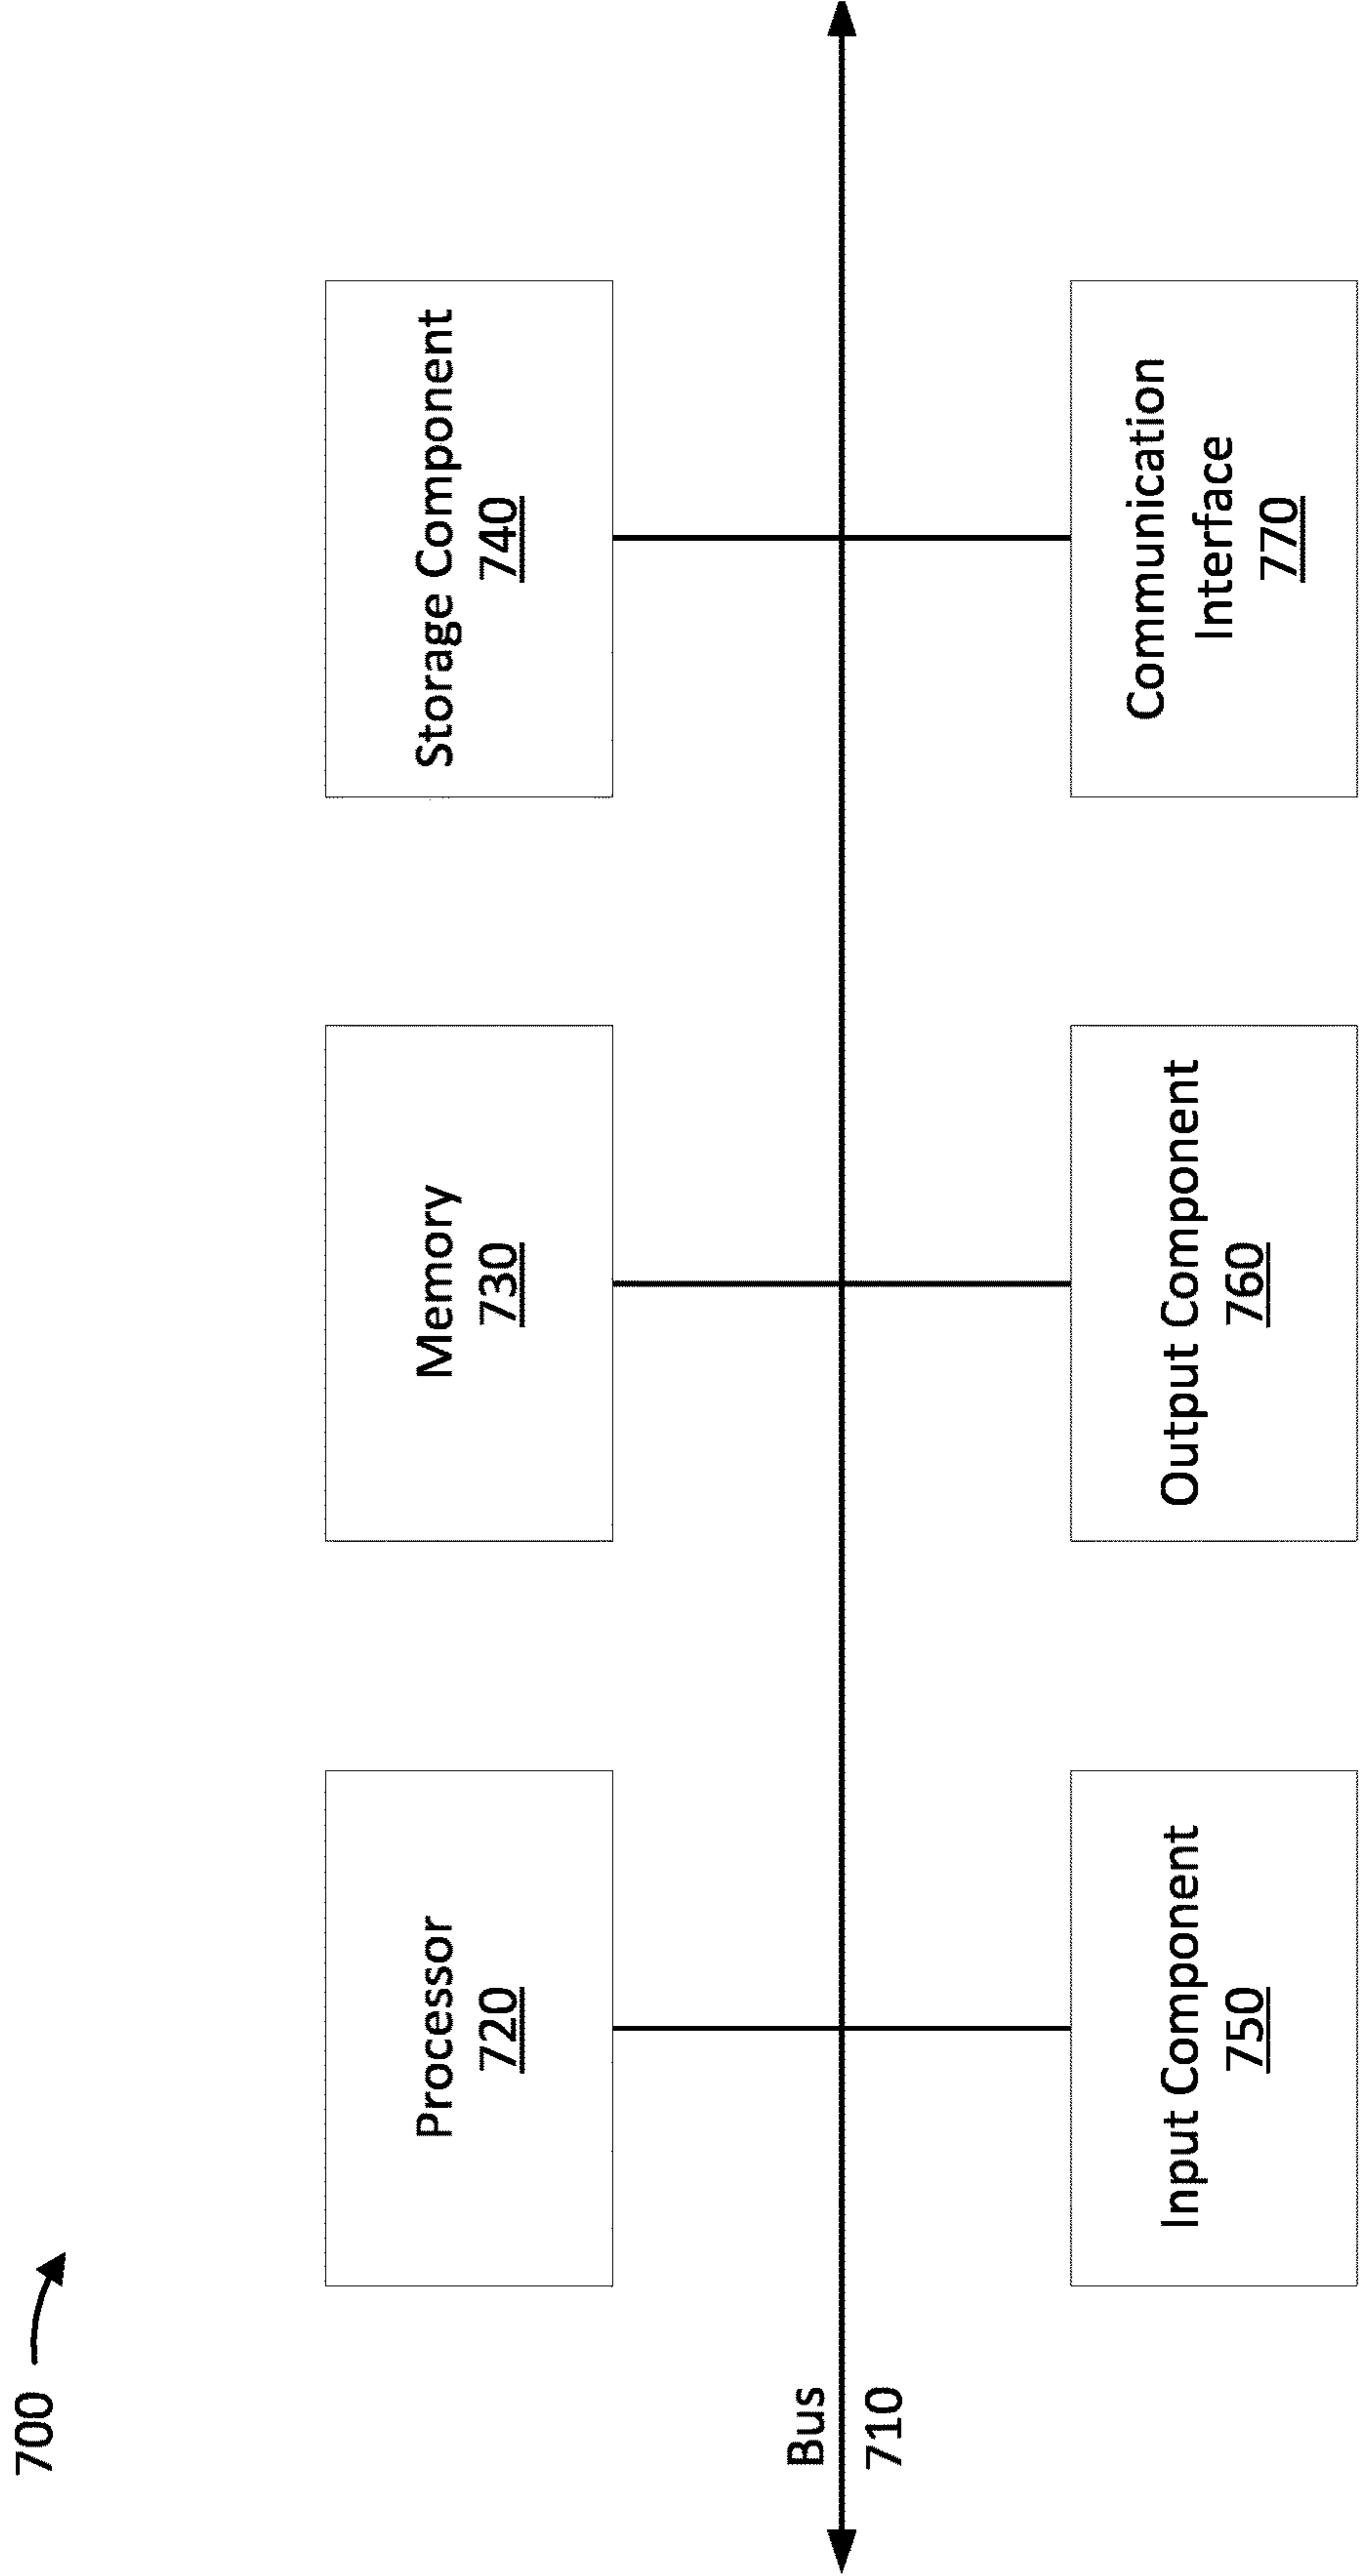 700
Processor
720
Memory
730
Storage Component
740
Bus
710
Input Component
750
Output Component
760
Communication
Interface
770